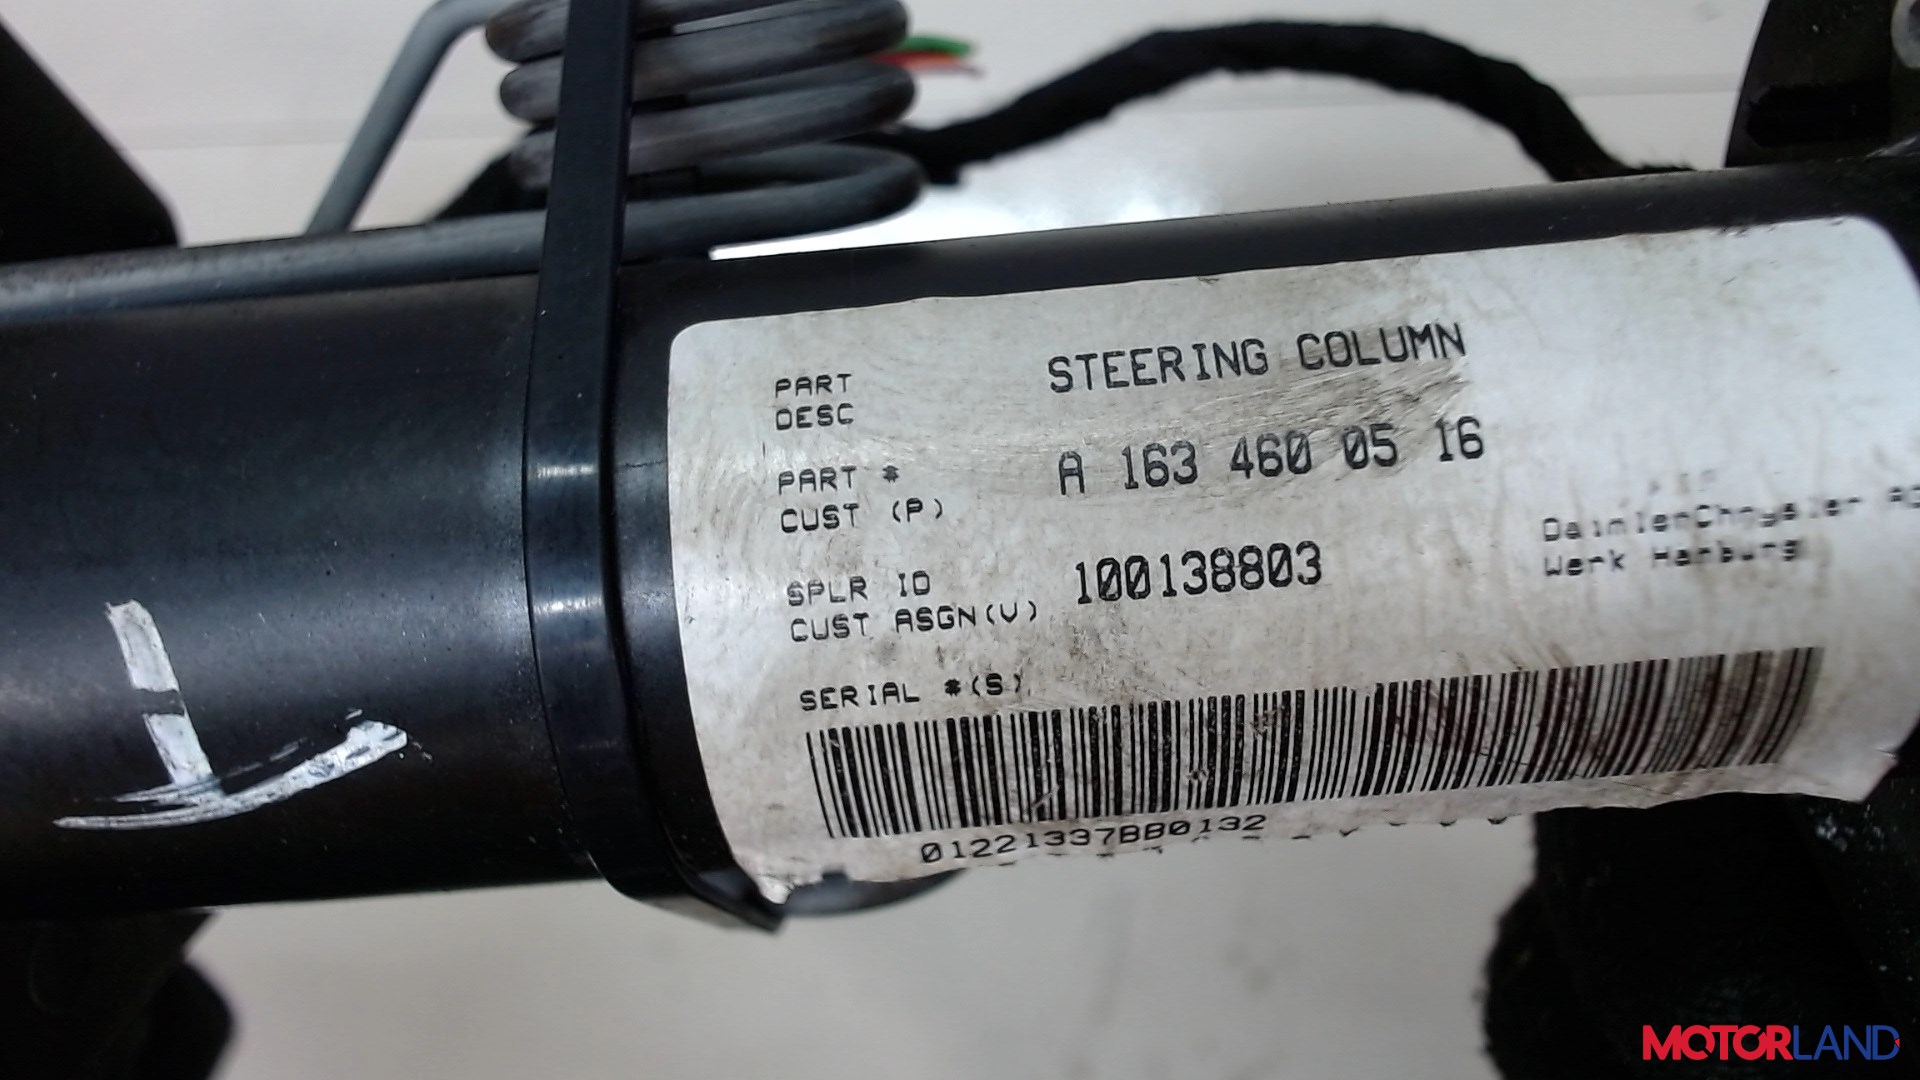 PART
DESC
STEERING COLUMN
PART #
CUST (P)
A 163 460 05 16
DaimlerChrysler AG
Werk Harburg
SPLR ID
CUST ASGN(V)
100138803
SERIAL #(S)
01221337BB0132
MOTORLAND